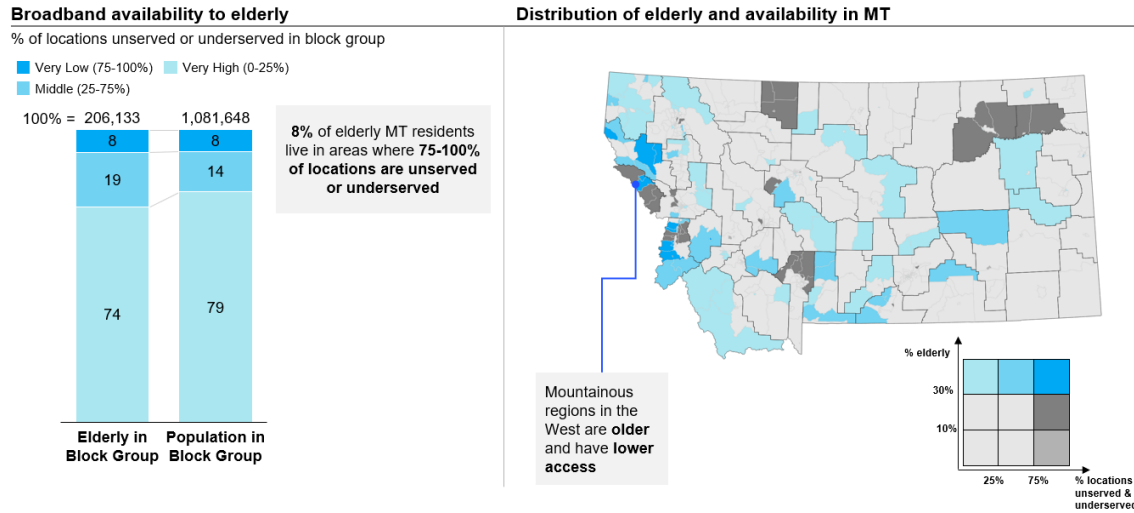 Broadband availability to elderly
% of locations unserved or underserved in block group
Very Low (75-100%)
Very High (0-25%)
Middle (25-75%)
100% = 206,133 1,081,648
8 8
19 14
74 79
Elderly in
Block Group
Population in
Block Group
8% of elderly MT residents
live in areas where 75-100%
of locations are unserved
or underserved
Distribution of elderly and availability in MT
Mountainous
regions in the
West are older
and have lower
access
% elderly
30%
10%
25% 75%
% locations
unserved &
underserved